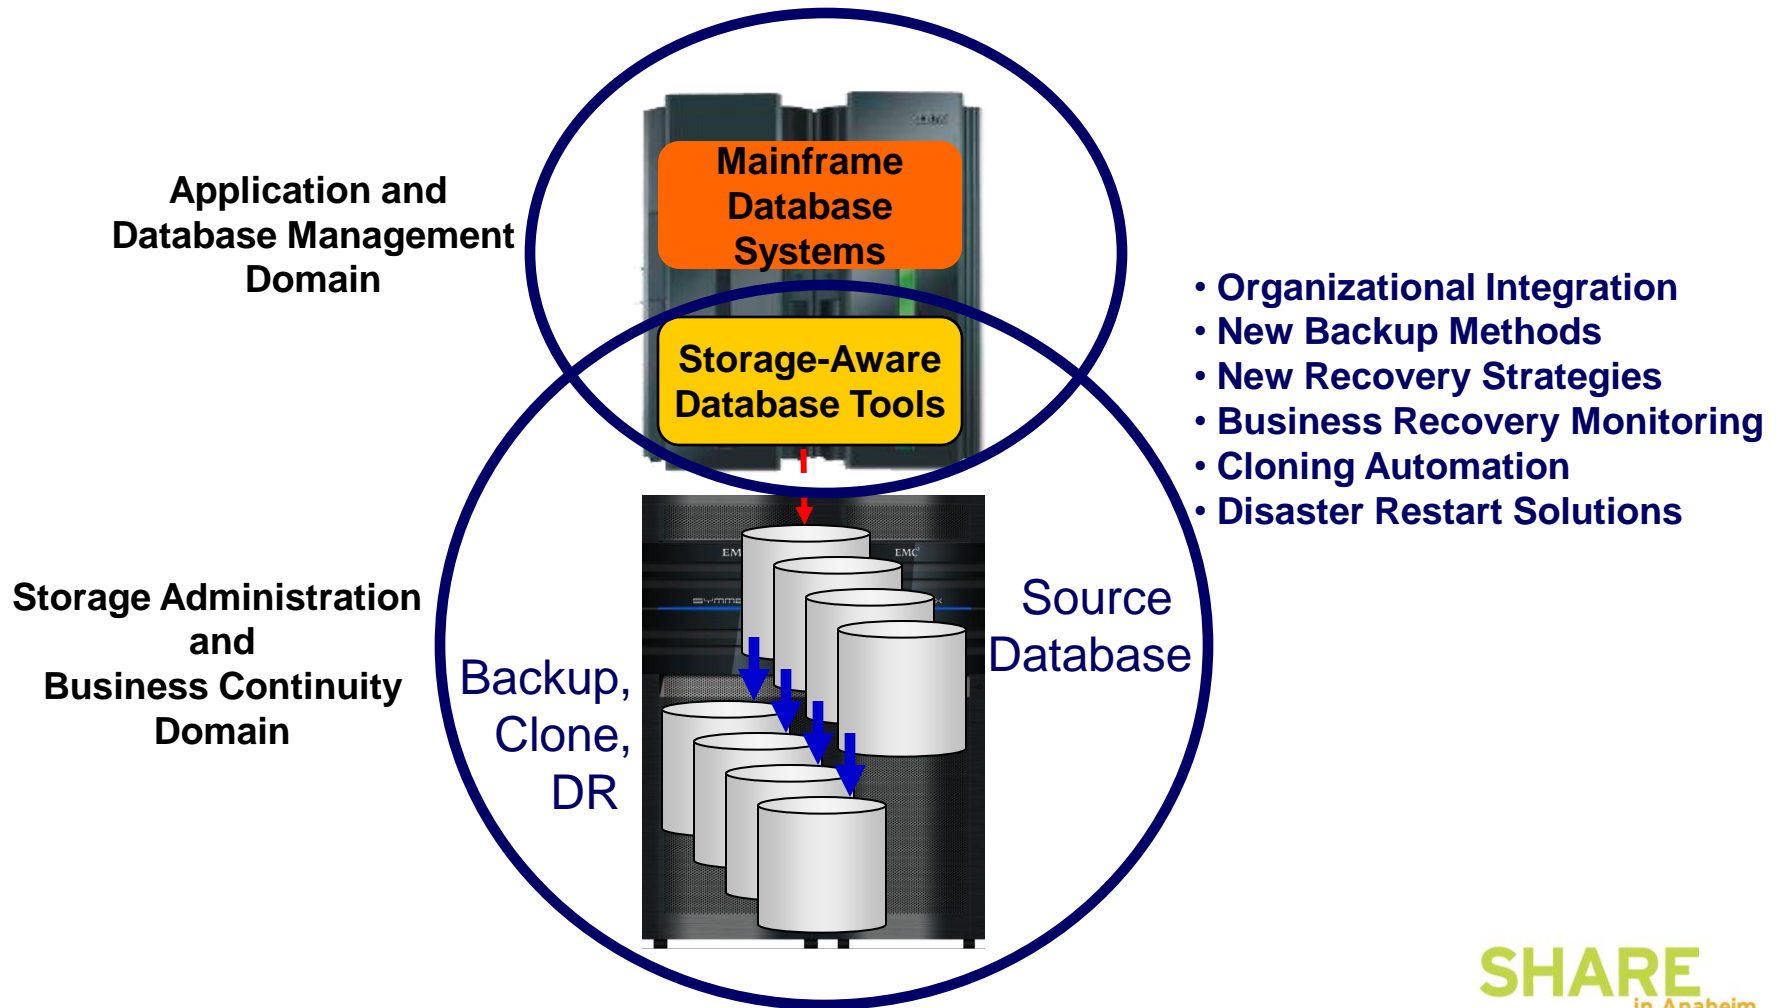 Application and
Database Management
Domain
Mainframe
Database
Systems
Storage-Aware
Database Tools
• Organizational Integration
• New Backup Methods
• New Recovery Strategies
• Business Recovery Monitoring
• Cloning Automation
• Disaster Restart Solutions
Storage Administration
and
Business Continuity
Domain
EMC²
Source
Database
Backup,
Clone,
DR
SHARE
in Anaheim